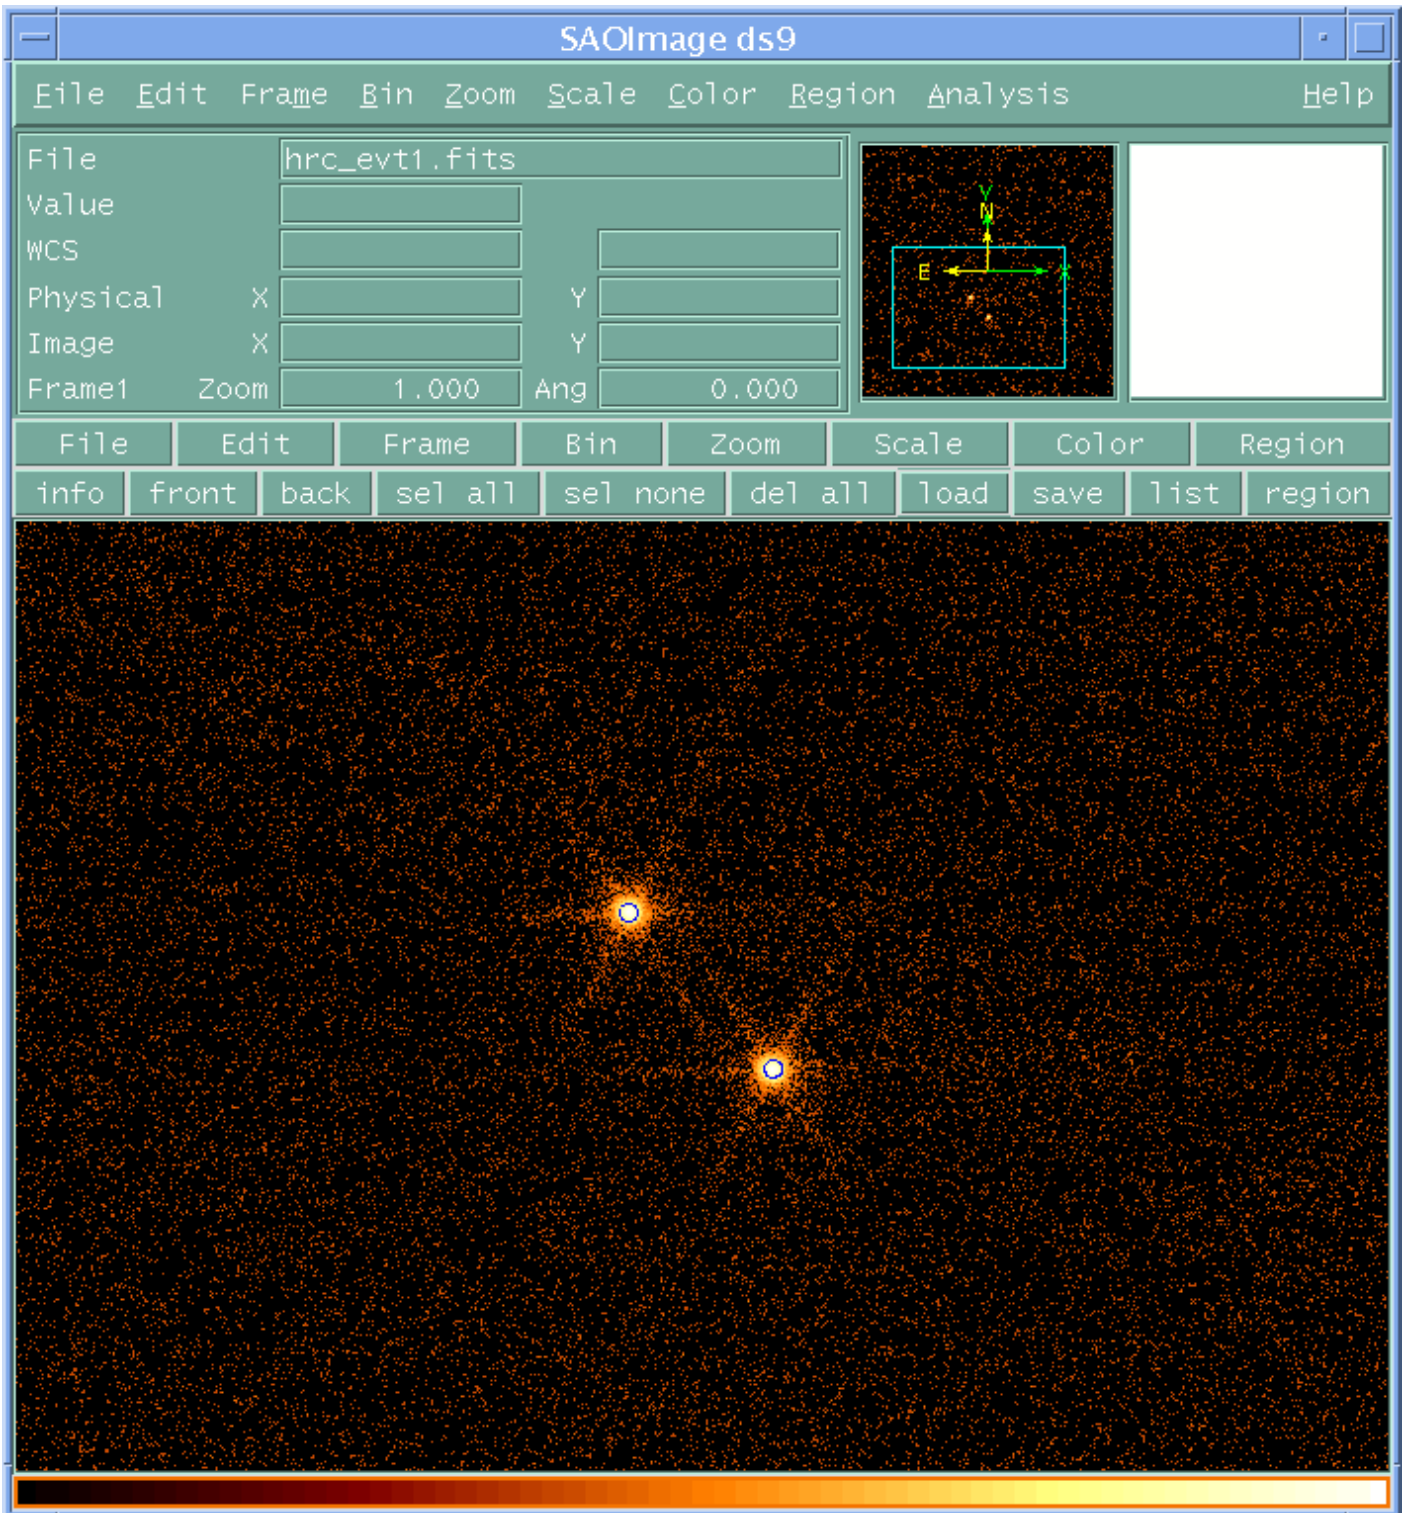 SAOImage ds9
File Edit Frame Bin Zoom Scale Color Region Analysis Help
File hrc_evt1.fits
Value
WCS
Physical X Y
Image X Y
Frame1 Zoom 1.000 Ang 0.000
Y
N
E X
File Edit Frame Bin Zoom Scale Color Region
info front back sel all sel none del all load save list region